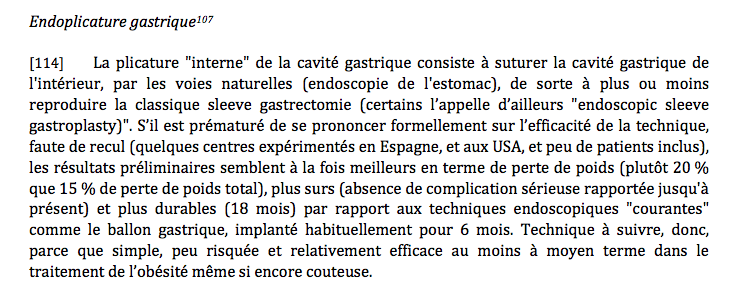 Endoplicature gastrique107
[114] La plicature "interne" de la cavité gastrique consiste à suturer la cavité gastrique de
l'intérieur, par les voies naturelles (endoscopie de l'estomac), de sorte à plus ou moins
reproduire la classique sleeve gastrectomie (certains l’appelle d’ailleurs "endoscopic sleeve
gastroplasty)". S’il est prématuré de se prononcer formellement sur l’efficacité de la technique,
faute de recul (quelques centres expérimentés en Espagne, et aux USA, et peu de patients inclus),
les résultats préliminaires semblent à la fois meilleurs en terme de perte de poids (plutôt 20 %
que 15 % de perte de poids total), plus surs (absence de complication sérieuse rapportée jusqu'à
présent) et plus durables (18 mois) par rapport aux techniques endoscopiques "courantes"
comme le ballon gastrique, implanté habituellement pour 6 mois. Technique à suivre, donc,
parce que simple, peu risquée et relativement efficace au moins à moyen terme dans le
traitement de l’obésité même si encore couteuse.